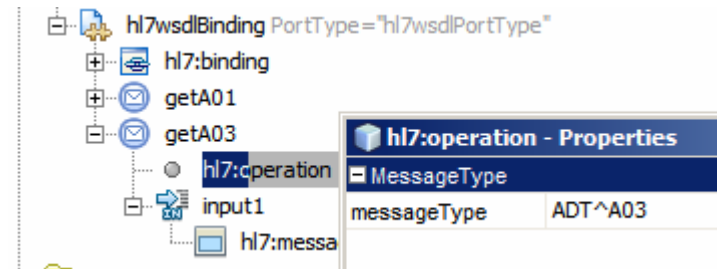 hl7wsdlBinding PortType="hl7wsdlPortType"
hl7:binding
getA01
getA03
hl7:operation
input1
hl7:messa
hl7:operation - Properties
MessageType
messageType ADT^A03